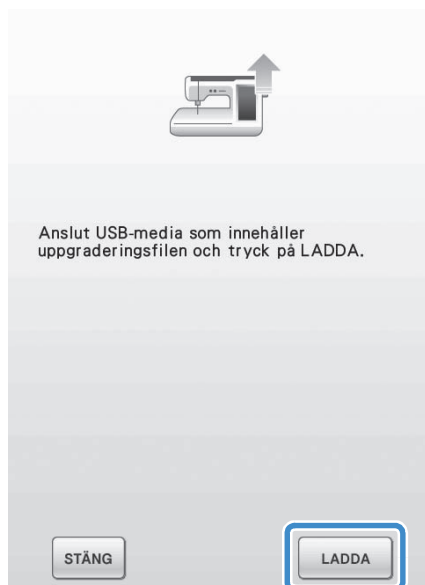 Anslut USB-media som innehåller
uppgraderingsfilen och tryck på LADDA.
STÄNG
LADDA